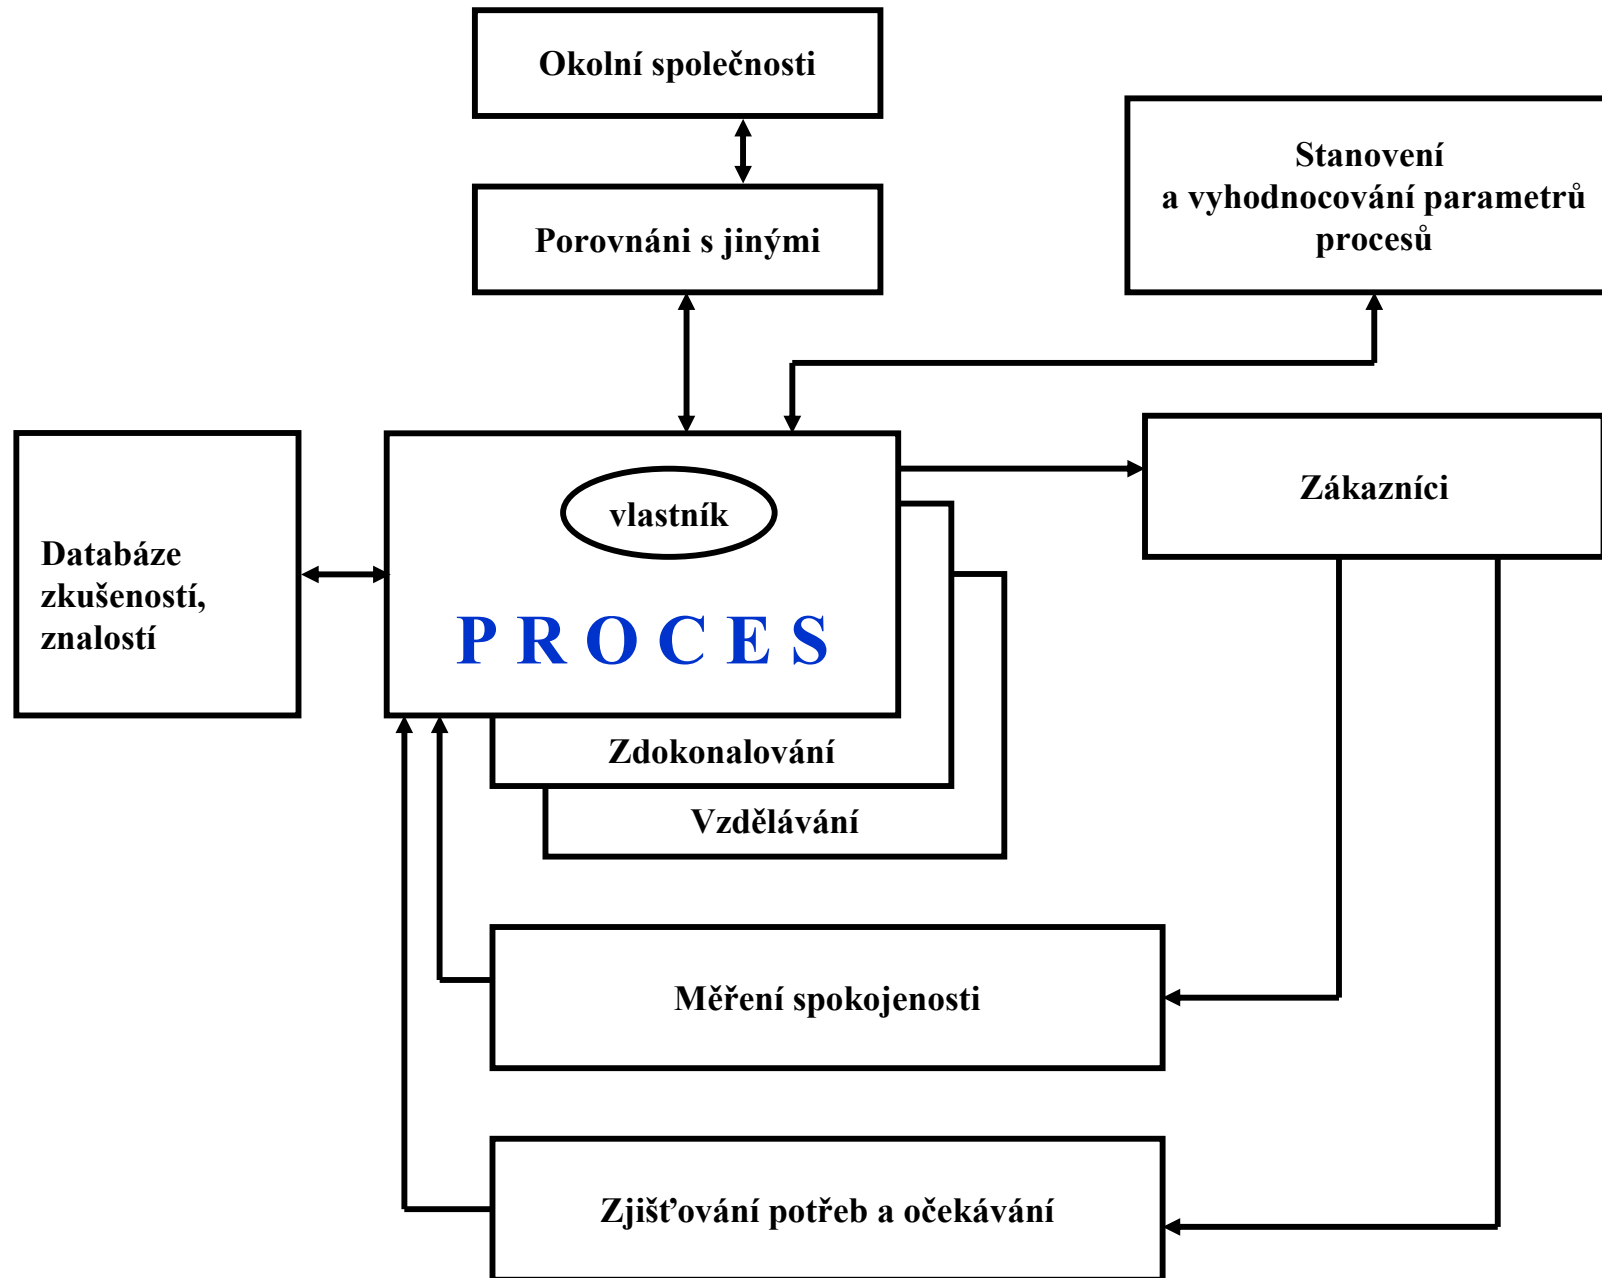 Okolní společnosti
Stanovení
a vyhodnocování parametrů
procesů
Porovnáni s jinými
Zákazníci
vlastník
Databáze
zkušeností,
znalostí
P R O C E S
Zdokonalování
Vzdělávání
Měření spokojenosti
Zjišťování potřeb a očekávání